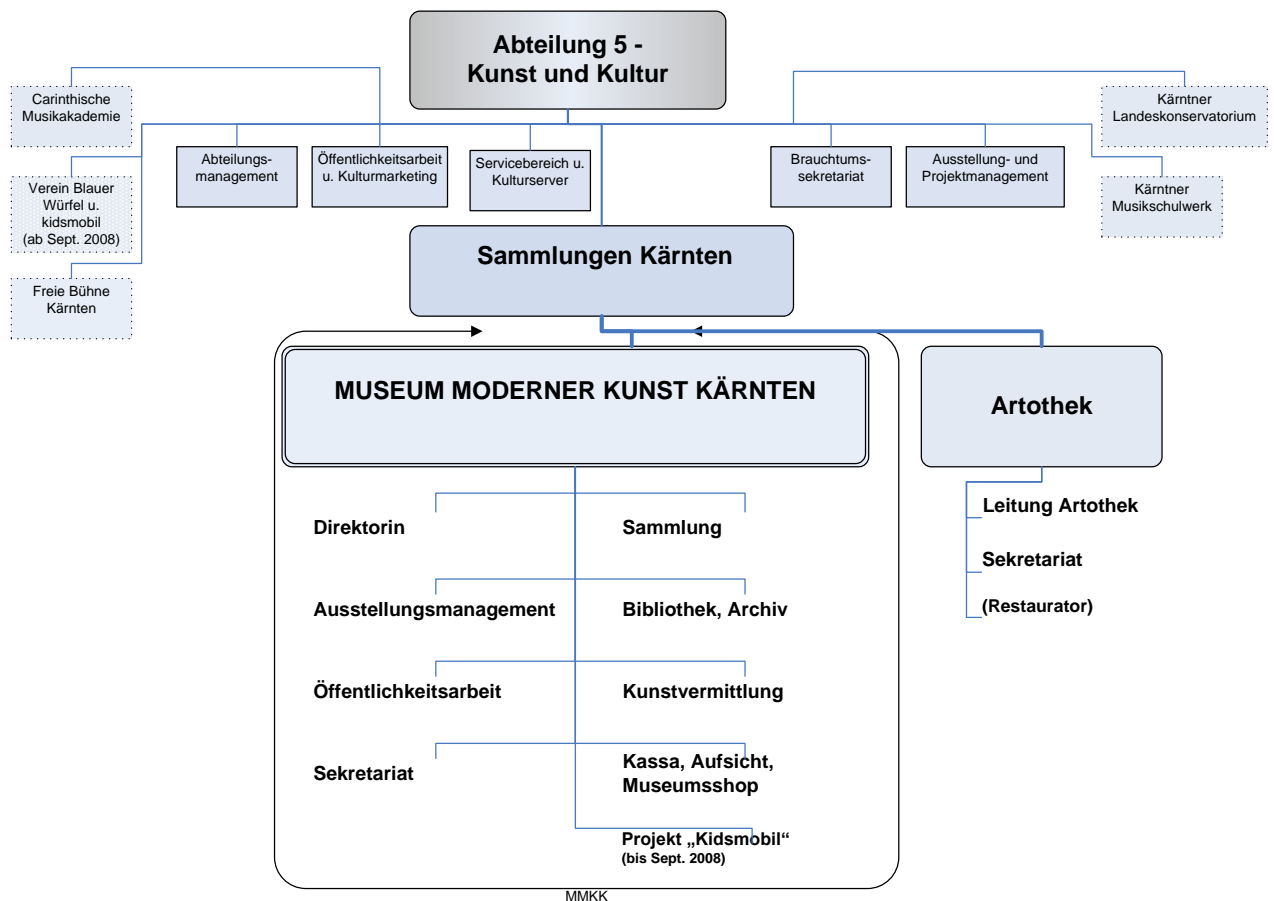 Abteilung 5 -
Kunst und Kultur
Carinthische
Musikakademie
Kärntner
Landeskonservatorium
Abteilungs-
management
Öffentlichkeitsarbeit
u. Kulturmarketing
Servicebereich u.
Kulturserver
Brauchtums-
sekretariat
Ausstellung- und
Projektmanagement
Verein Blauer
Würfel u.
kidsmobil
(ab Sept. 2008)
Kärntner
Musikschulwerk
Freie Bühne
Kärnten
Sammlungen Kärnten
MUSEUM MODERNER KUNST KÄRNTEN
Artothek
Direktorin
Sammlung
Ausstellungsmanagement
Bibliothek, Archiv
Öffentlichkeitsarbeit
Kunstvermittlung
Sekretariat
Kassa, Aufsicht,
Museumsshop
Projekt „Kidsmobil“
(bis Sept. 2008)
Leitung Artothek
Sekretariat
(Restaurator)
MMKK